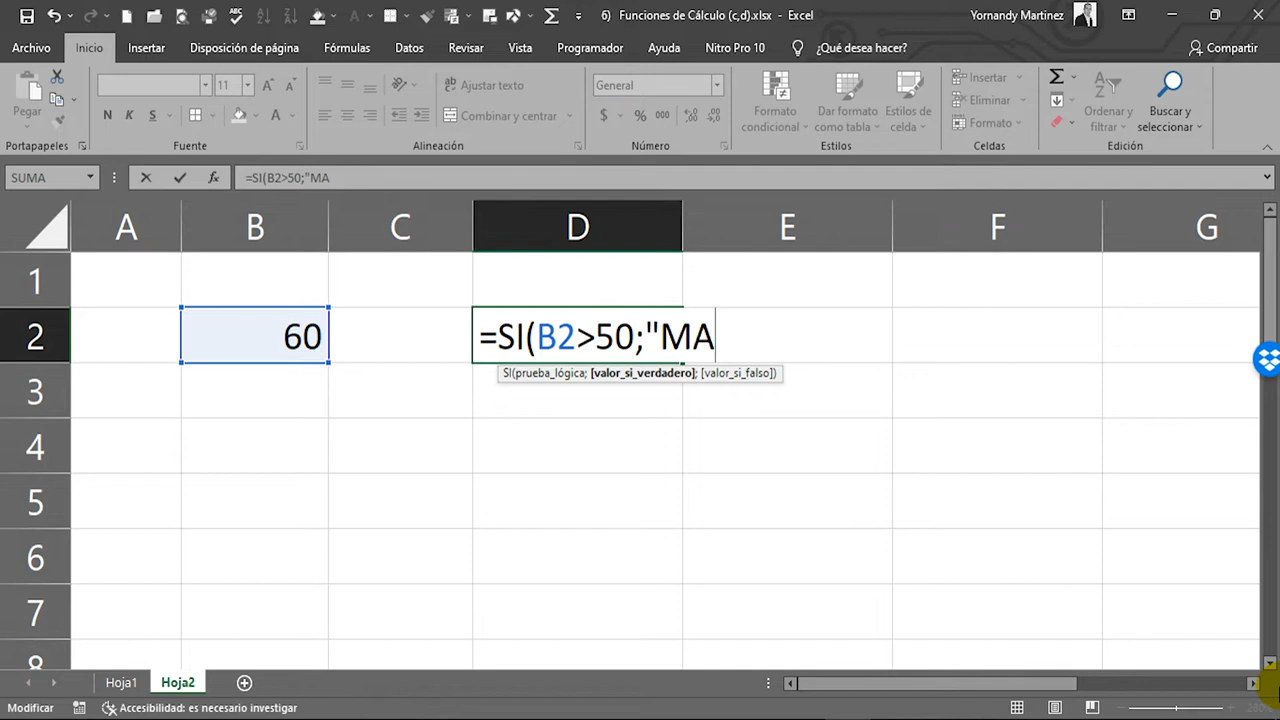 6) Funciones de Cálculo (c,d).xlsx - Excel
Yornandy Martinez
Archivo Inicio Insertar Disposición de página Fórmulas Datos Revisar Vista Programador Ayuda Nitro Pro 10 ¿Qué desea hacer? Compartir
Pegar
11
N K S
Ajustar texto
Combinar y centrar
General
$ % 000
Formato condicional
Dar formato como tabla
Estilos de celda
Insertar
Eliminar
Formato
Ordenar y filtrar
Buscar y seleccionar
Portapapeles Fuente Alineación Número Estilos Celdas Edición
SUMA fx =SI(B2>50;"MA
A B C D E F G
1
2 60 =SI(B2>50;"MA
SI(prueba_lógica; [valor_si_verdadero]; [valor_si_falso])
3
4
5
6
7
8
Hoja1 Hoja2
Modificar Accesibilidad: es necesario investigar